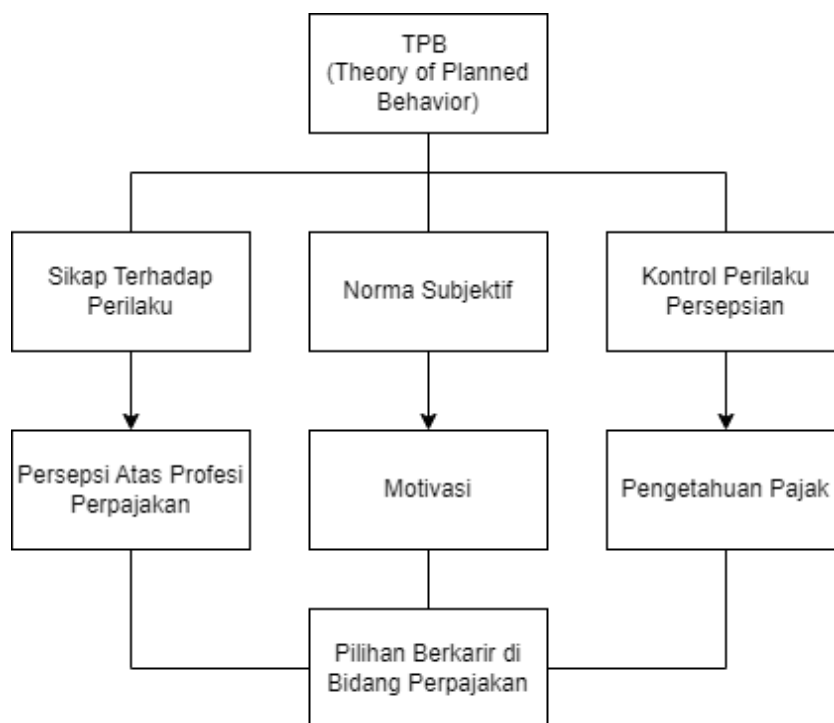 TPB
(Theory of Planned
Behavior)
Sikap Terhadap
Perilaku
Norma Subjektif
Kontrol Perilaku
Persepsian
Persepsi Atas Profesi
Perpajakan
Motivasi
Pengetahuan Pajak
Pilihan Berkarir di
Bidang Perpajakan